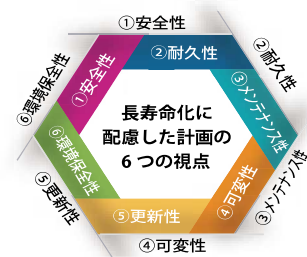 ①安全性
②耐久性
③メンテナンス性
④可変性
⑤更新性
⑥環境保全性
①安全性
②耐久性
③メンテナンス性
④可変性
⑤更新性
⑥環境保全性
長寿命化に
配慮した計画の
6つの視点